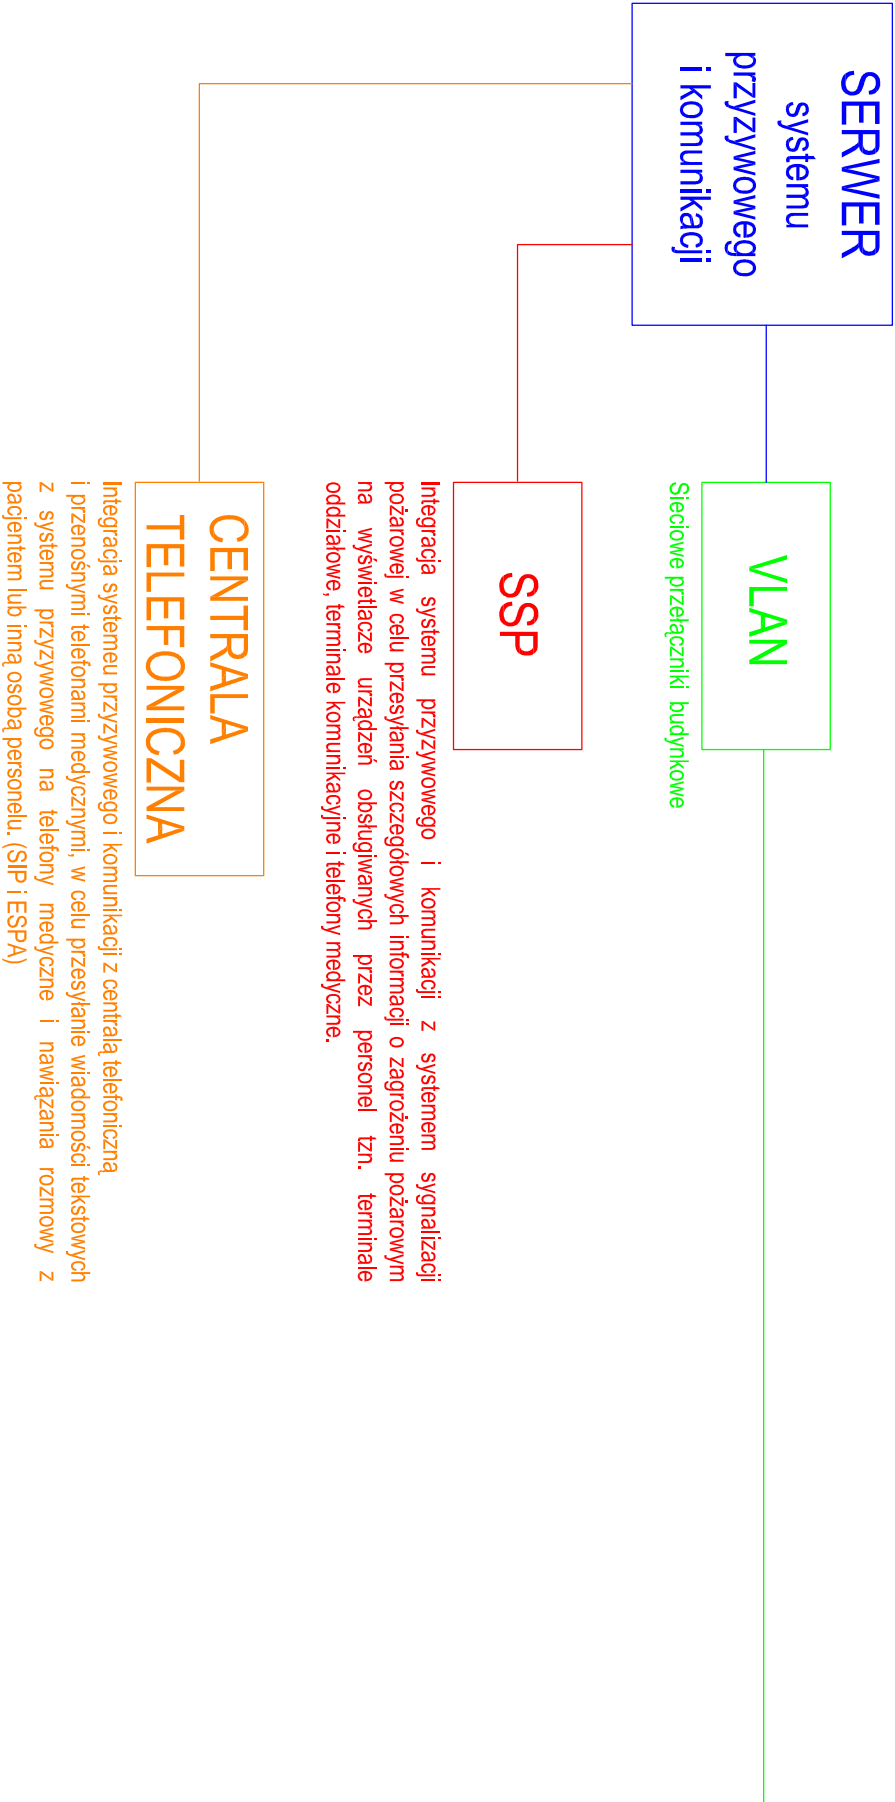 SERWER
systemu
przyzywowego
i komunikacji
VLAN
Sieciowe przełączniki budynkowe
SSP
Integracja systemu przyzywowego i komunikacji z systemem sygnalizacji
pożarowej w celu przesyłania szczegółowych informacji o zagrożeniu pożarowym
na wyświetlacze urządzeń obsługiwanych przez personel tzn. terminale
oddziałowe, terminale komunikacyjne i telefony medyczne.
CENTRALA
TELEFONICZNA
Integracja systemeu przyzywowego i komunikacji z centralą telefoniczną
i przenośnymi telefonami medycznymi, w celu przesyłanie wiadomości tekstowych
z systemu przyzywowego na telefony medyczne i nawiązania rozmowy z
pacjentem lub inną osobą personelu. (SIP i ESPA)